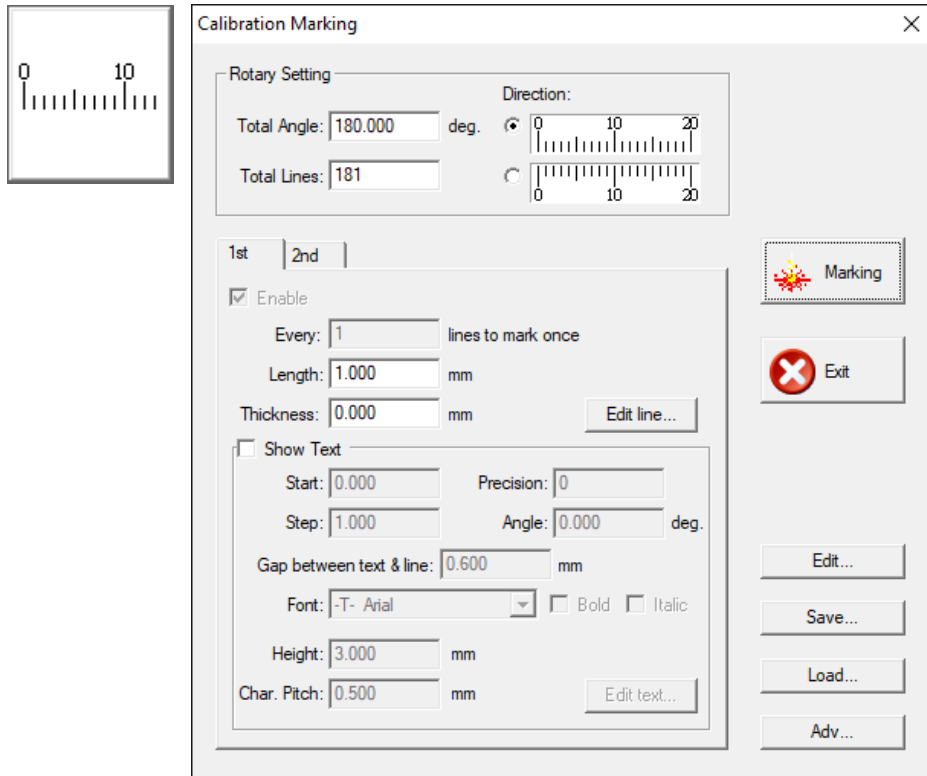 0 10
Calibration Marking
Rotary Setting
Direction:
Total Angle: 180.000 deg.
0 10 20
Total Lines: 181
0 10 20
1st 2nd
Marking
Enable
Every: 1 lines to mark once
Length: 1.000 mm
Exit
Thickness: 0.000 mm Edit line...
Show Text
Start: 0.000 Precision: 0
Step: 1.000 Angle: 0.000 deg.
Gap between text & line: 0.600 mm
Edit...
Font: -T- Arial Bold Italic
Save...
Height: 3.000 mm
Load...
Char. Pitch: 0.500 mm Edit text...
Adv...